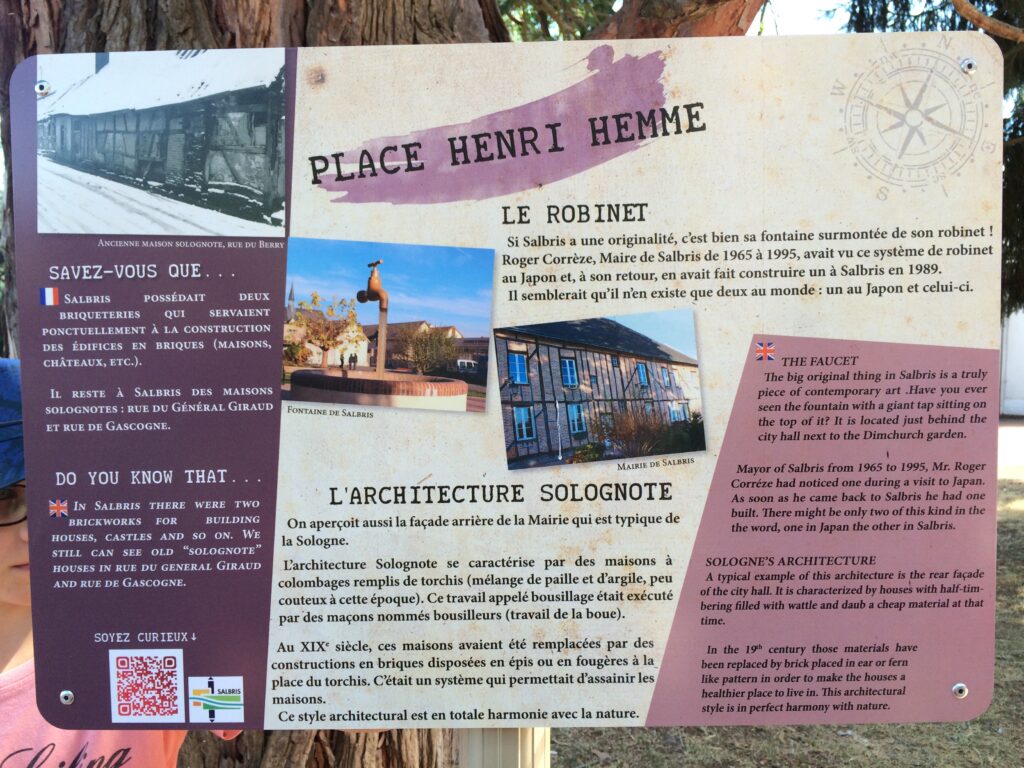 PLACE HENRI HEMME
N
E
S
W
ANCIENNE MAISON SOLOGNOTE, RUE DU BERRY
SAVEZ-VOUS QUE...
SALBRIS POSSÉDAIT DEUX
BRIQUETERIES QUI SERVAIENT
PONCTUELLEMENT À LA CONSTRUCTION
DES ÉDIFICES EN BRIQUES (MAISONS,
CHÂTEAUX, ETC.).
IL RESTE À SALBRIS DES MAISONS
SOLOGNOTES : RUE DU GÉNÉRAL GIRAUD
ET RUE DE GASCOGNE.
DO YOU KNOW THAT...
IN SALBRIS THERE WERE TWO
BRICKWORKS FOR BUILDING
HOUSES, CASTLES AND SO ON. WE
STILL CAN SEE OLD “SOLOGNOTE”
HOUSES IN RUE DU GENERAL GIRAUD
AND RUE DE GASCOGNE.
SOYEZ CURIEUX↓
SALBRIS
LE ROBINET
Si Salbris a une originalité, c’est bien sa fontaine surmontée de son robinet !
Roger Corrèze, Maire de Salbris de 1965 à 1995, avait vu ce système de robinet
au Japon et, à son retour, en avait fait construire un à Salbris en 1989.
Il semblerait qu’il n’en existe que deux au monde : un au Japon et celui-ci.
FONTAINE DE SALBRIS
MAIRIE DE SALBRIS
L'ARCHITECTURE SOLOGNOTE
On aperçoit aussi la façade arrière de la Mairie qui est typique de
la Sologne.
L’architecture Solognote se caractérise par des maisons à
colombages remplis de torchis (mélange de paille et d’argile, peu
couteux à cette époque). Ce travail appelé bousillage était exécuté
par des maçons nommés bousilleurs (travail de la boue).
Au XIXe siècle, ces maisons avaient été remplacées par des
constructions en briques disposées en épis ou en fougères à la
place du torchis. C’était un système qui permettait d’assainir les
maisons.
Ce style architectural est en totale harmonie avec la nature.
THE FAUCET
The big original thing in Salbris is a truly
piece of contemporary art .Have you ever
seen the fountain with a giant tap sitting on
the top of it? It is located just behind the
city hall next to the Dimchurch garden.
Mayor of Salbris from 1965 to 1995, Mr. Roger
Corréze had noticed one during a visit to Japan.
As soon as he came back to Salbris he had one
built. There might be only two of this kind in the
the word, one in Japan the other in Salbris.
SOLOGNE’S ARCHITECTURE
A typical example of this architecture is the rear façade
of the city hall. It is characterized by houses with half-tim-
bering filled with wattle and daub a cheap material at that
time.
In the 19th century those materials have
been replaced by brick placed in ear or fern
like pattern in order to make the houses a
healthier place to live in. This architectural
style is in perfect harmony with nature.